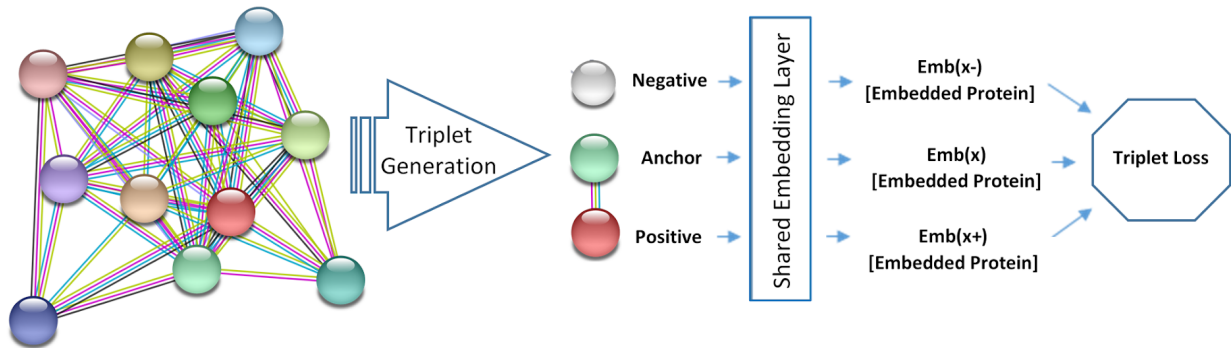 Triplet
Generation
Negative
Anchor
Positive
Shared Embedding Layer
Emb(x-)
[Embedded Protein]
Emb(x)
[Embedded Protein]
Emb(x+)
[Embedded Protein]
Triplet Loss